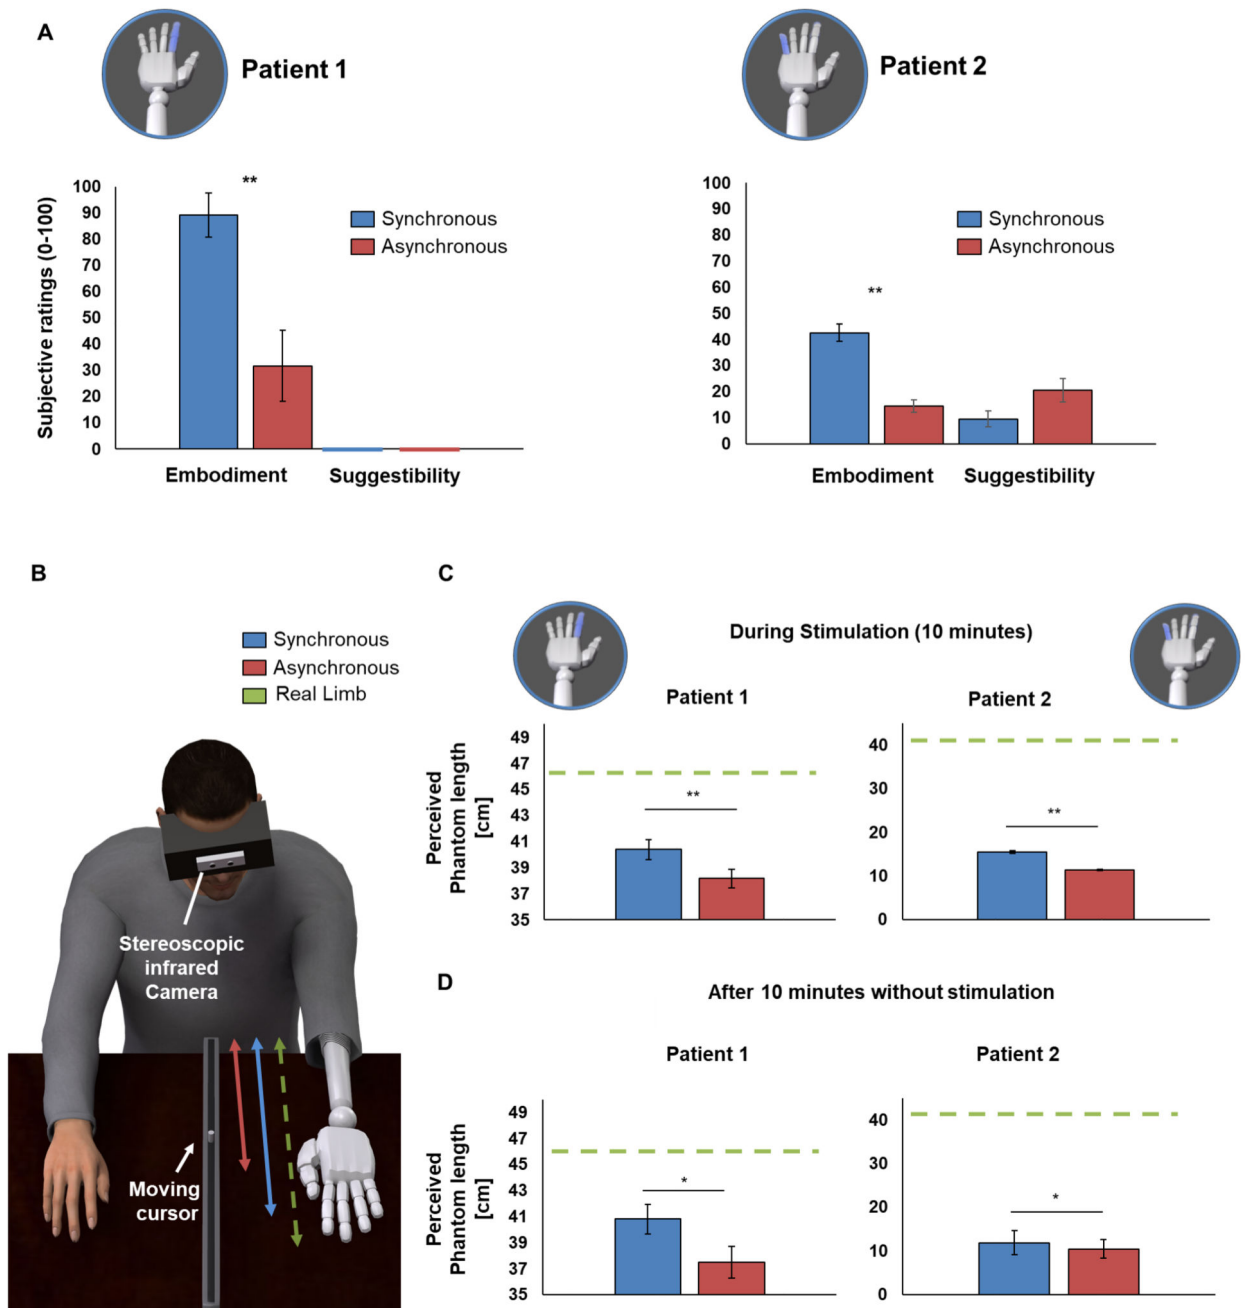 A
Patient 1
Patient 2
Subjective ratings (0-100)
100
90
80
70
60
50
40
30
20
10
0
**
Synchronous
Asynchronous
Embodiment
Suggestibility
100
90
80
70
60
50
40
30
20
10
0
**
Synchronous
Asynchronous
Embodiment
Suggestibility
B
Synchronous
Asynchronous
Real Limb
Stereoscopic
infrared
Camera
Moving
cursor
C
During Stimulation (10 minutes)
Patient 1
Perceived
Phantom length
[cm]
49
47
45
43
41
39
37
35
**
Patient 2
40
30
20
10
0
**
D
After 10 minutes without stimulation
Patient 1
Perceived
Phantom length
[cm]
49
47
45
43
41
39
37
35
*
Patient 2
40
30
20
10
0
*